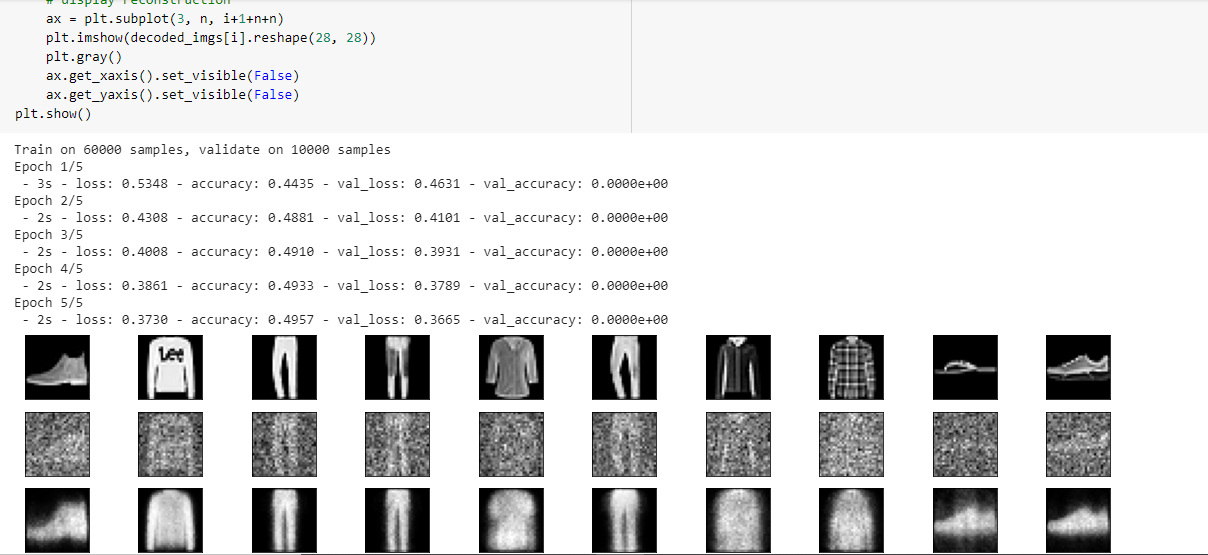 # display reconstruction
ax = plt.subplot(3, n, i+1+n+n)
plt.imshow(decoded_imgs[i].reshape(28, 28))
plt.gray()
ax.get_xaxis().set_visible(False)
ax.get_yaxis().set_visible(False)
plt.show()
Train on 60000 samples, validate on 10000 samples
Epoch 1/5
- 3s - loss: 0.5348 - accuracy: 0.4435 - val_loss: 0.4631 - val_accuracy: 0.0000e+00
Epoch 2/5
- 2s - loss: 0.4308 - accuracy: 0.4881 - val_loss: 0.4101 - val_accuracy: 0.0000e+00
Epoch 3/5
- 2s - loss: 0.4008 - accuracy: 0.4910 - val_loss: 0.3931 - val_accuracy: 0.0000e+00
Epoch 4/5
- 2s - loss: 0.3861 - accuracy: 0.4933 - val_loss: 0.3789 - val_accuracy: 0.0000e+00
Epoch 5/5
- 2s - loss: 0.3730 - accuracy: 0.4957 - val_loss: 0.3665 - val_accuracy: 0.0000e+00
Lee